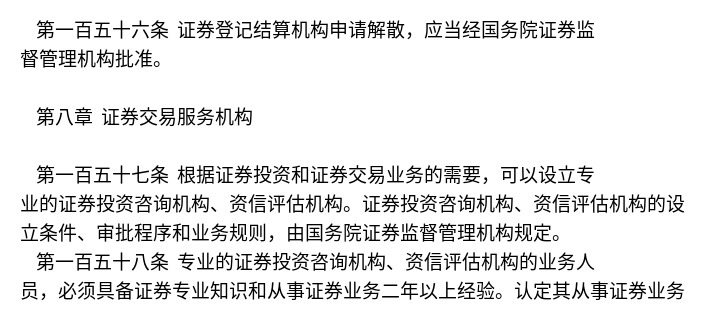 第一百五十六条 证券登记结算机构申请解散，应当经国务院证券监
督管理机构批准。
第八章 证券交易服务机构
第一百五十七条 根据证券投资和证券交易业务的需要，可以设立专
业的证券投资咨询机构、资信评估机构。证券投资咨询机构、资信评估机构的设
立条件、审批程序和业务规则，由国务院证券监督管理机构规定。
第一百五十八条 专业的证券投资咨询机构、资信评估机构的业务人
员，必须具备证券专业知识和从事证券业务二年以上经验。认定其从事证券业务